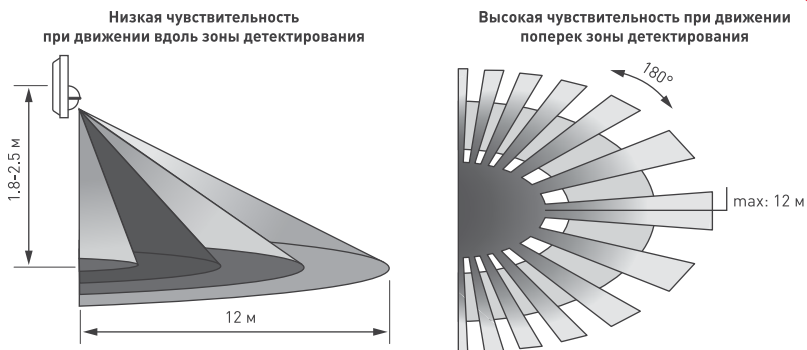 Низкая чувствительность
при движении вдоль зоны детектирования
Высокая чувствительность при движении
поперек зоны детектирования
180°
1.8-2.5 м
max: 12 м
12 м